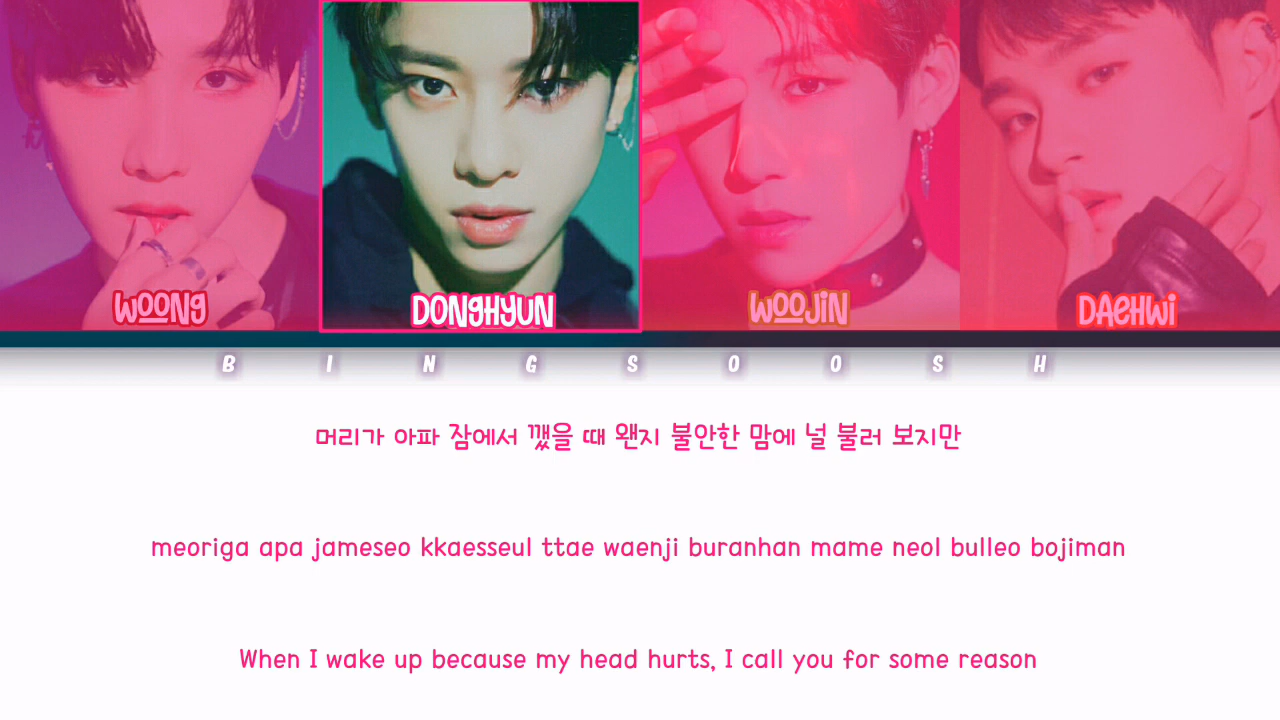 WOONG DONGHYUN WOOJIN DAEHWI
B I N G S O O S H
머리가 아파 잠에서 깼을 때 왠지 불안한 맘에 널 불러 보지만
meoriga apa jameseo kkaesseul ttae waenji buranhan mame neol bulleo bojiman
When I wake up because my head hurts, I call you for some reason